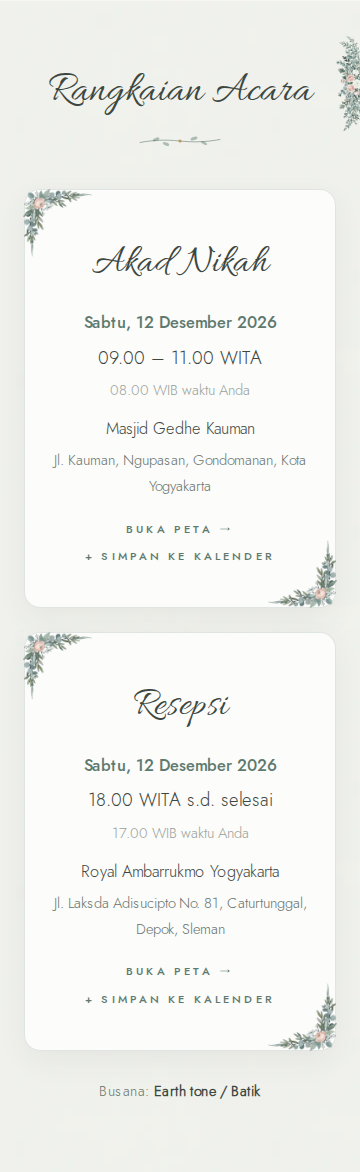 Rangkaian Acara
Akad Nikah
Sabtu, 12 Desember 2026
09.00 – 11.00 WITA
08.00 WIB waktu Anda
Masjid Gedhe Kauman
Jl. Kauman, Ngupasan, Gondomanan, Kota
Yogyakarta
BUKA PETA →
+ SIMPAN KE KALENDER
Resepsi
Sabtu, 12 Desember 2026
18.00 WITA s.d. selesai
17.00 WIB waktu Anda
Royal Ambarrukmo Yogyakarta
Jl. Laksda Adisucipto No. 81, Caturtunggal,
Depok, Sleman
BUKA PETA →
+ SIMPAN KE KALENDER
Busana: Earth tone / Batik